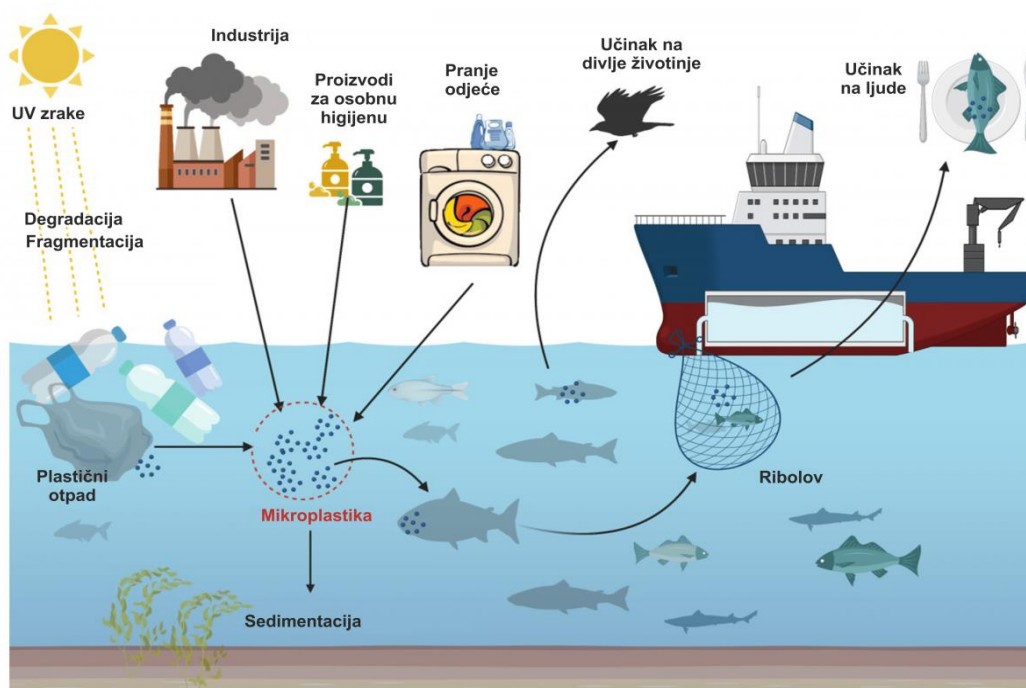 Industrija
Proizvodi
za osobnu
higijenu
Pranje
odjeće
Učinak na
divlje životinje
Učinak
na ljude
UV zrake
Degradacija
Fragmentacija
Plastični
otpad
Mikroplastika
Ribolov
Sedimentacija